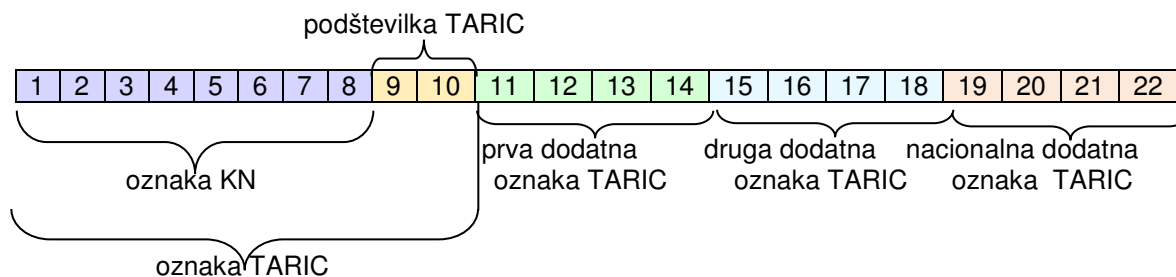 podštevilka TARIC
1 2 3 4 5 6 7 8 9 10 11 12 13 14 15 16 17 18 19 20 21 22
prva dodatna druga dodatna nacionalna dodatna
oznaka KN oznaka TARIC oznaka TARIC oznaka TARIC
oznaka TARIC